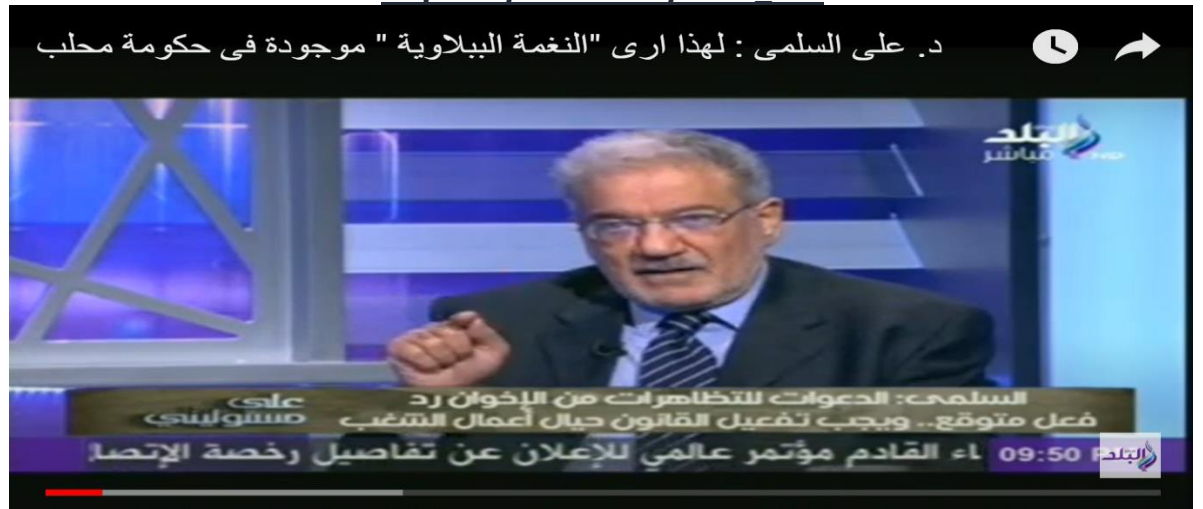 د. على السلمى : لهذا ارى "النغمة الببلاوية " موجودة فى حكومة محلب
البلد
مباشر
السلمى: الدعوات للتظاهرات من الإخوان رد
فعل متوقع.. ويجب تفعيل القانون حيال أعمال الشغب
على
مسئوليتي
09:50 P
اء القادم مؤتمر عالمي للإعلان عن تفاصيل رخصة الإتصا
البلد